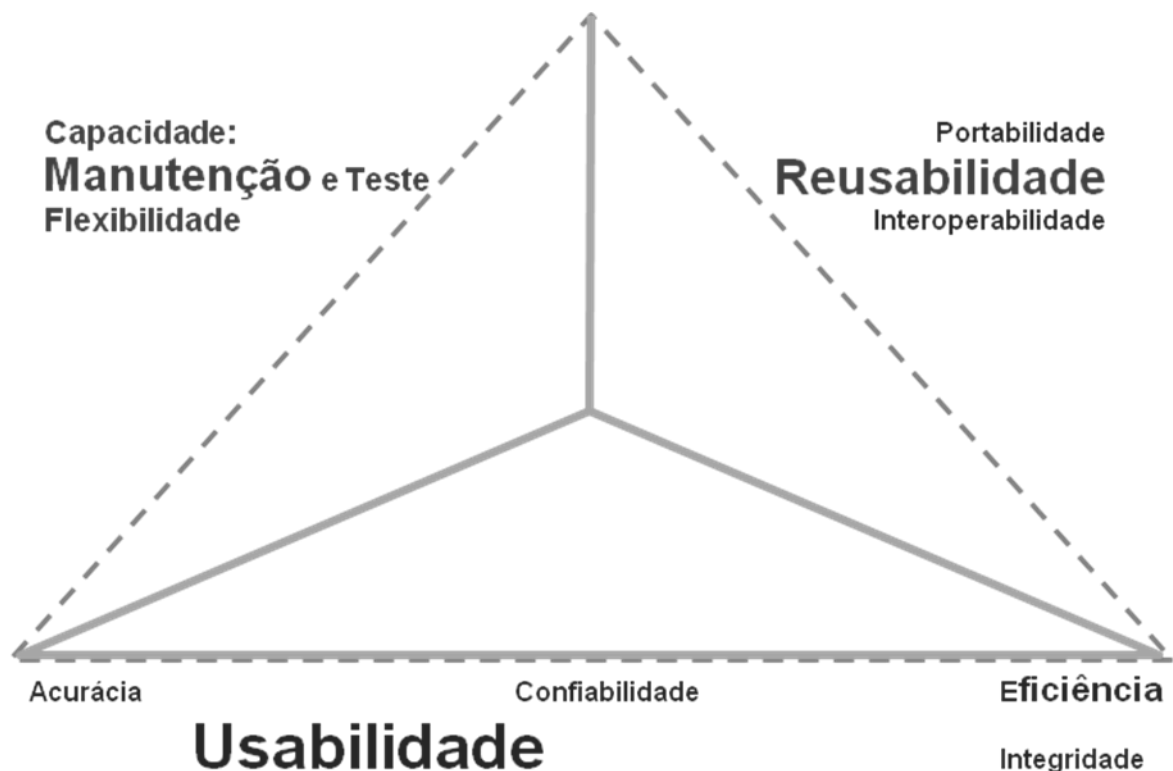 Capacidade:
Manutenção e Teste
Flexibilidade
Portabilidade
Reusabilidade
Interoperabilidade
Acurácia
Confiabilidade
Eficiência
Usabilidade
Integridade